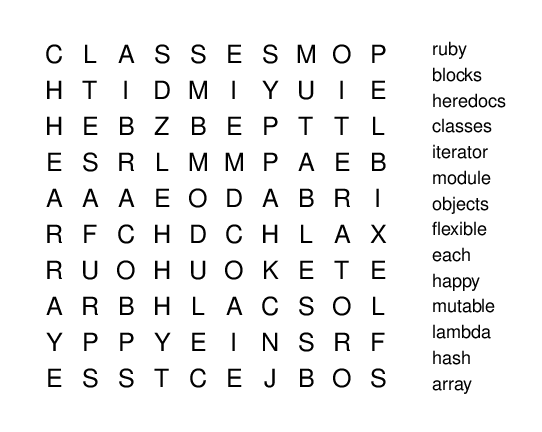 C L A S S E S M O P
H T I D M I Y U I E
H E B Z B E P T T L
E S R L M M P A E B
A A A E O D A B R I
R F C H D C H L A X
R U O H U O K E T E
A R B H L A C S O L
Y P P Y E I N S R F
E S S T C E J B O S
ruby
blocks
heredocs
classes
iterator
module
objects
flexible
each
happy
mutable
lambda
hash
array